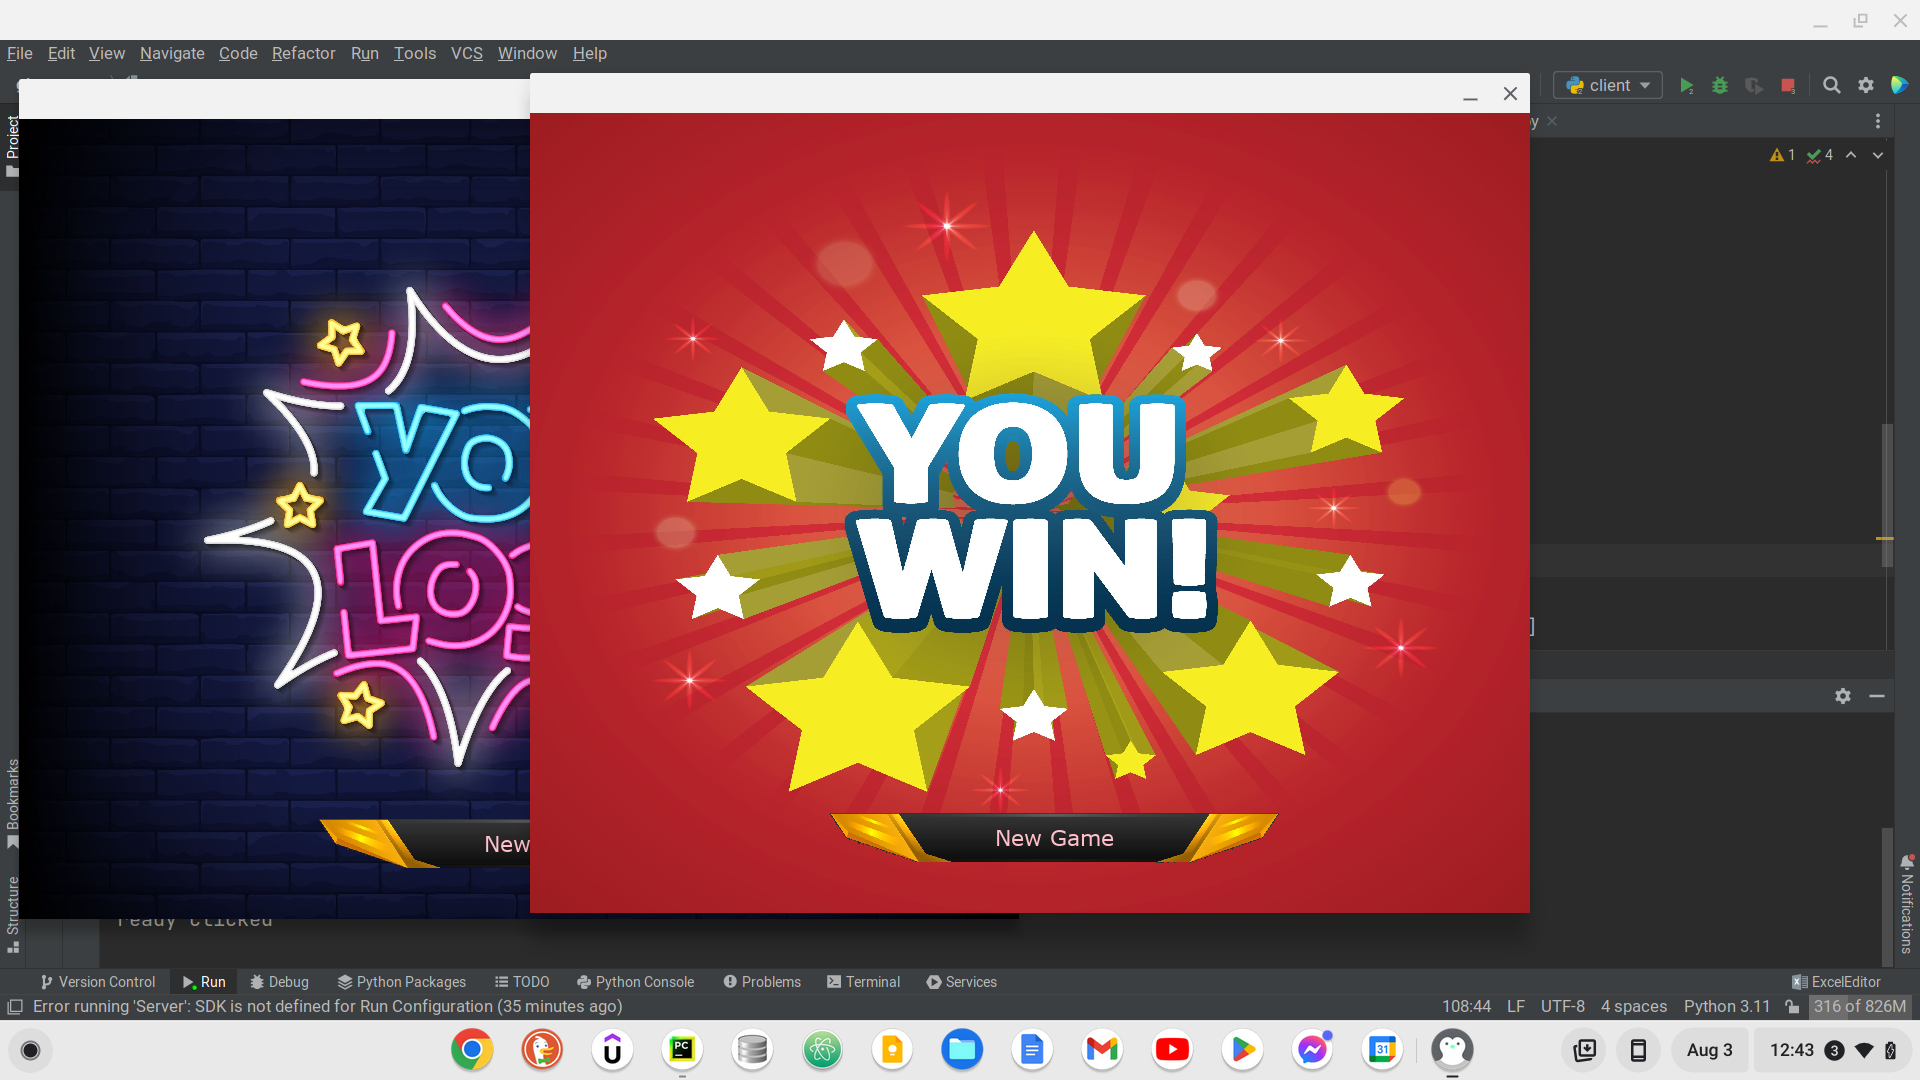 File Edit View Navigate Code Refactor Run Tools VCS Window Help
client
y
1 4
Project
YOU
WIN!
YO
LO
New Game
New
]
Bookmarks
Structure
Notifications
ready clicked
Version Control Run Debug Python Packages TODO Python Console Problems Terminal Services ExcelEditor
Error running 'Server': SDK is not defined for Run Configuration (35 minutes ago) 108:44 LF UTF-8 4 spaces Python 3.11 316 of 826M
PC
31
Aug 3 12:43 3